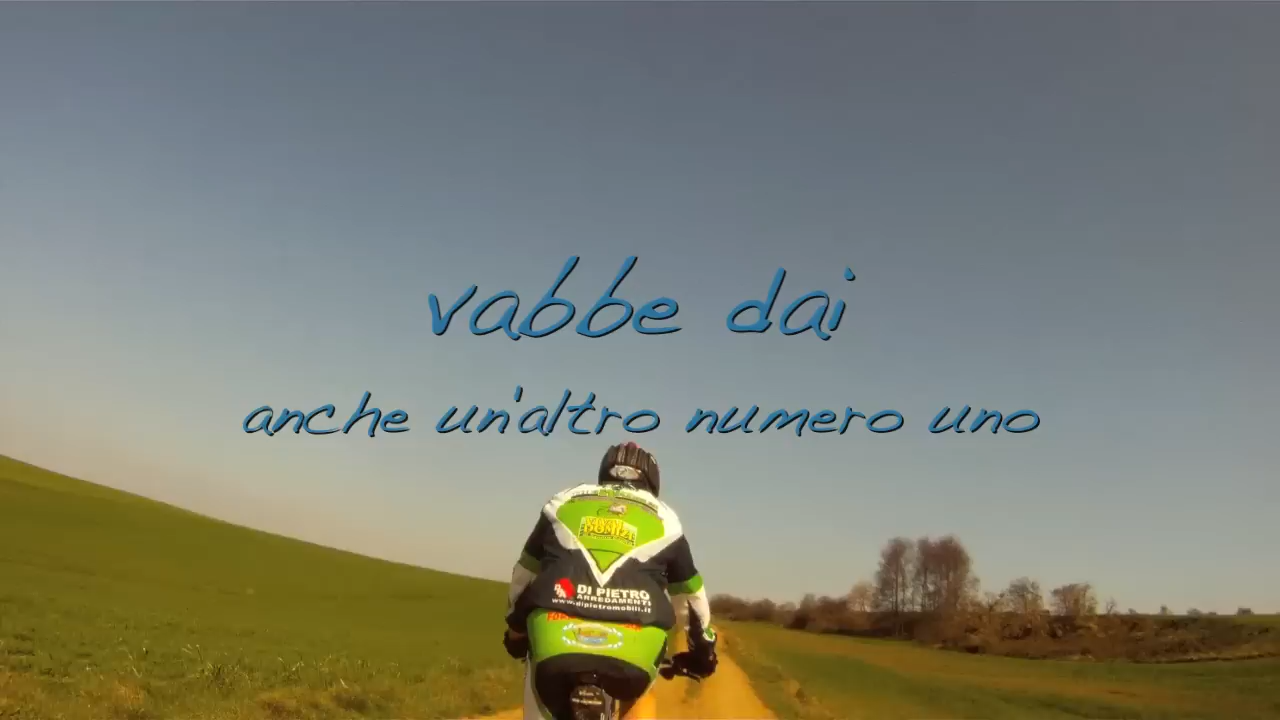 vabbe dai
anche un'altro numero uno
DI PIETRO
ARREDAMENTI
www.dipietromobili.it